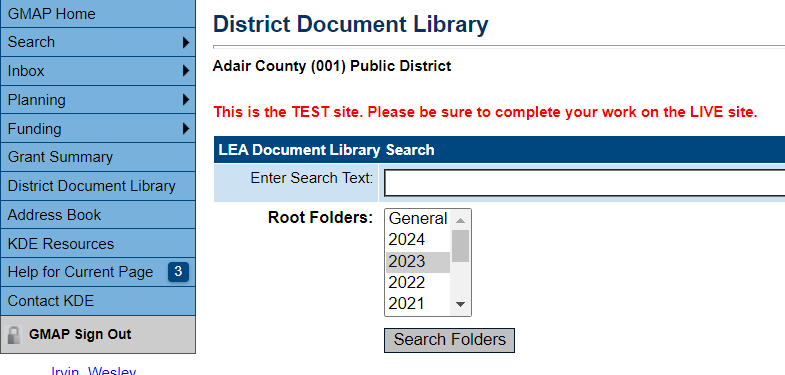 GMAP Home
Search
Inbox
Planning
Funding
Grant Summary
District Document Library
Address Book
KDE Resources
Help for Current Page 3
Contact KDE
GMAP Sign Out
Irvin, Wesley
District Document Library
Adair County (001) Public District
This is the TEST site. Please be sure to complete your work on the LIVE site.
LEA Document Library Search
Enter Search Text:
Root Folders:
General
2024
2023
2022
2021
Search Folders